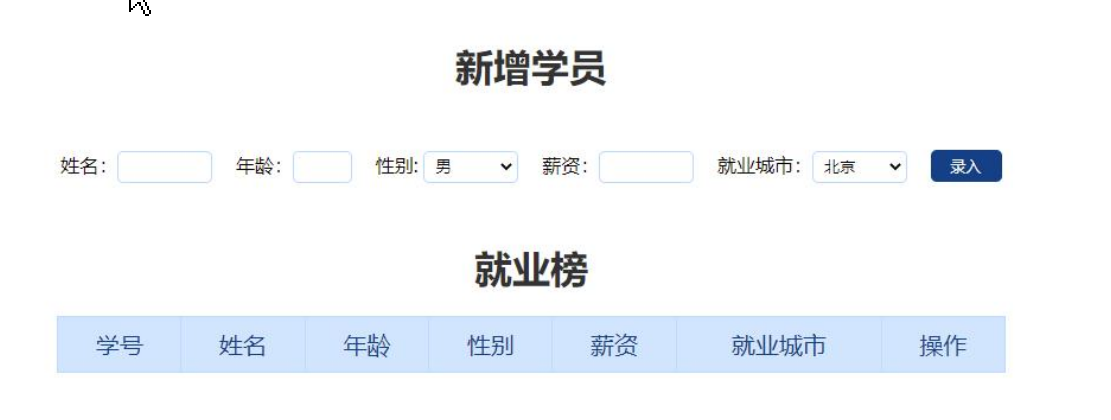 新增学员
姓名： 年龄： 性别: 男 薪资： 就业城市： 北京 录入
就业榜
学号 姓名 年龄 性别 薪资 就业城市 操作